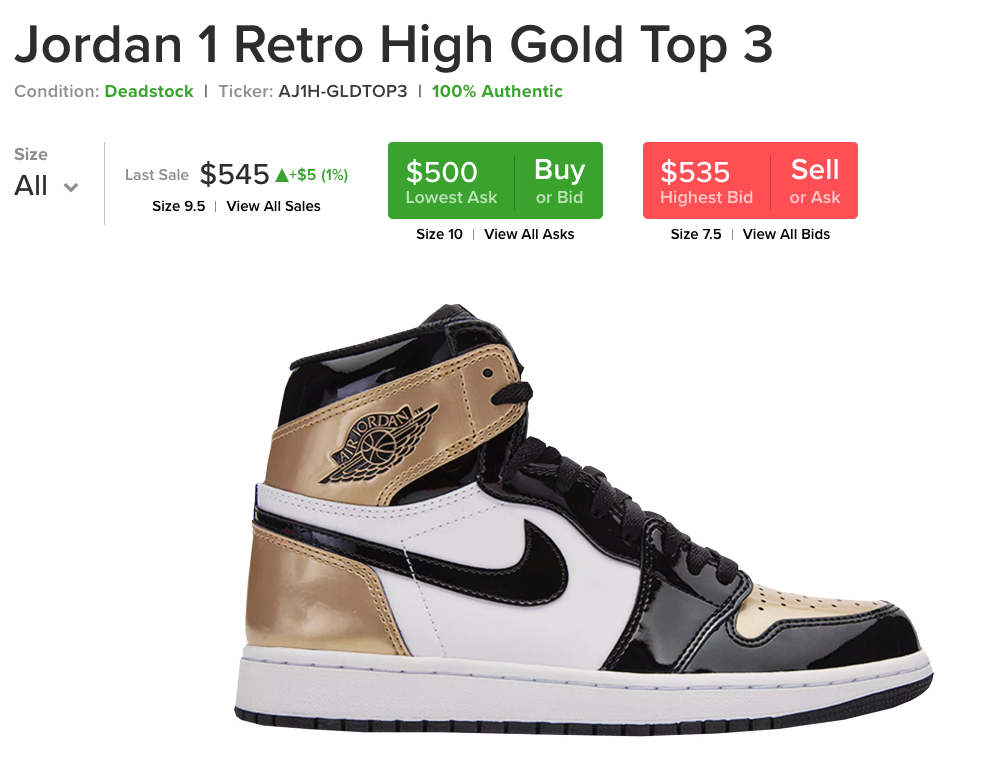 Jordan 1 Retro High Gold Top 3
Condition: Deadstock | Ticker: AJ1H-GLDTOP3 | 100% Authentic
Size
All
Last Sale $545 ▲+$5 (1%)
Size 9.5 | View All Sales
$500
Lowest Ask
Buy
or Bid
Size 10 | View All Asks
$535
Highest Bid
Sell
or Ask
Size 7.5 | View All Bids
AIR JORDAN TM